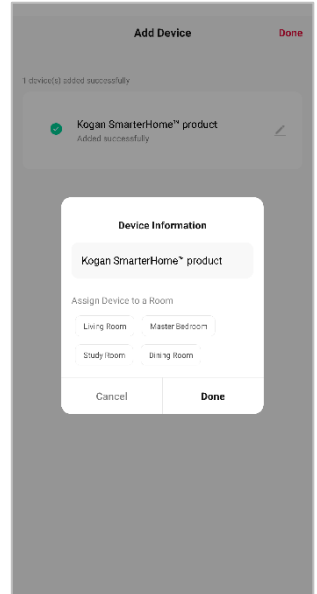 Add Device Done
1 device(s) added successfully
Kogan SmarterHome™ product
Added successfully
Device Information
Kogan SmarterHome™ product
Assign Device to a Room
Living Room Master Bedroom
Study Room Dining Room
Cancel Done